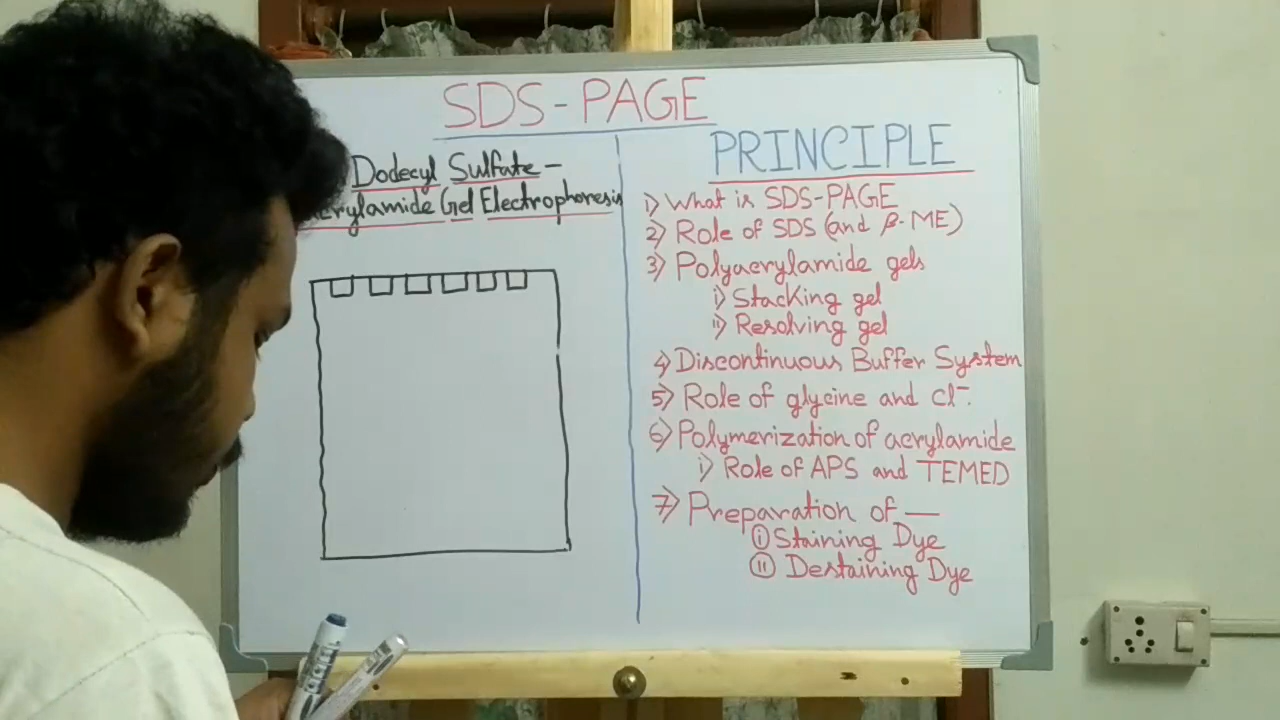 SDS-PAGE
Dodecyl Sulfate -
acrylamide Gel Electrophoresis
PRINCIPLE
1) What is SDS-PAGE
2) Role of SDS (and β-ME)
3) Polyacrylamide gels
i) Stacking gel
ii) Resolving gel
4) Discontinuous Buffer System
5) Role of glycine and Cl⁻.
6) Polymerization of acrylamide
i) Role of APS and TEMED
7) Preparation of —
(i) Staining Dye
(ii) Destaining Dye